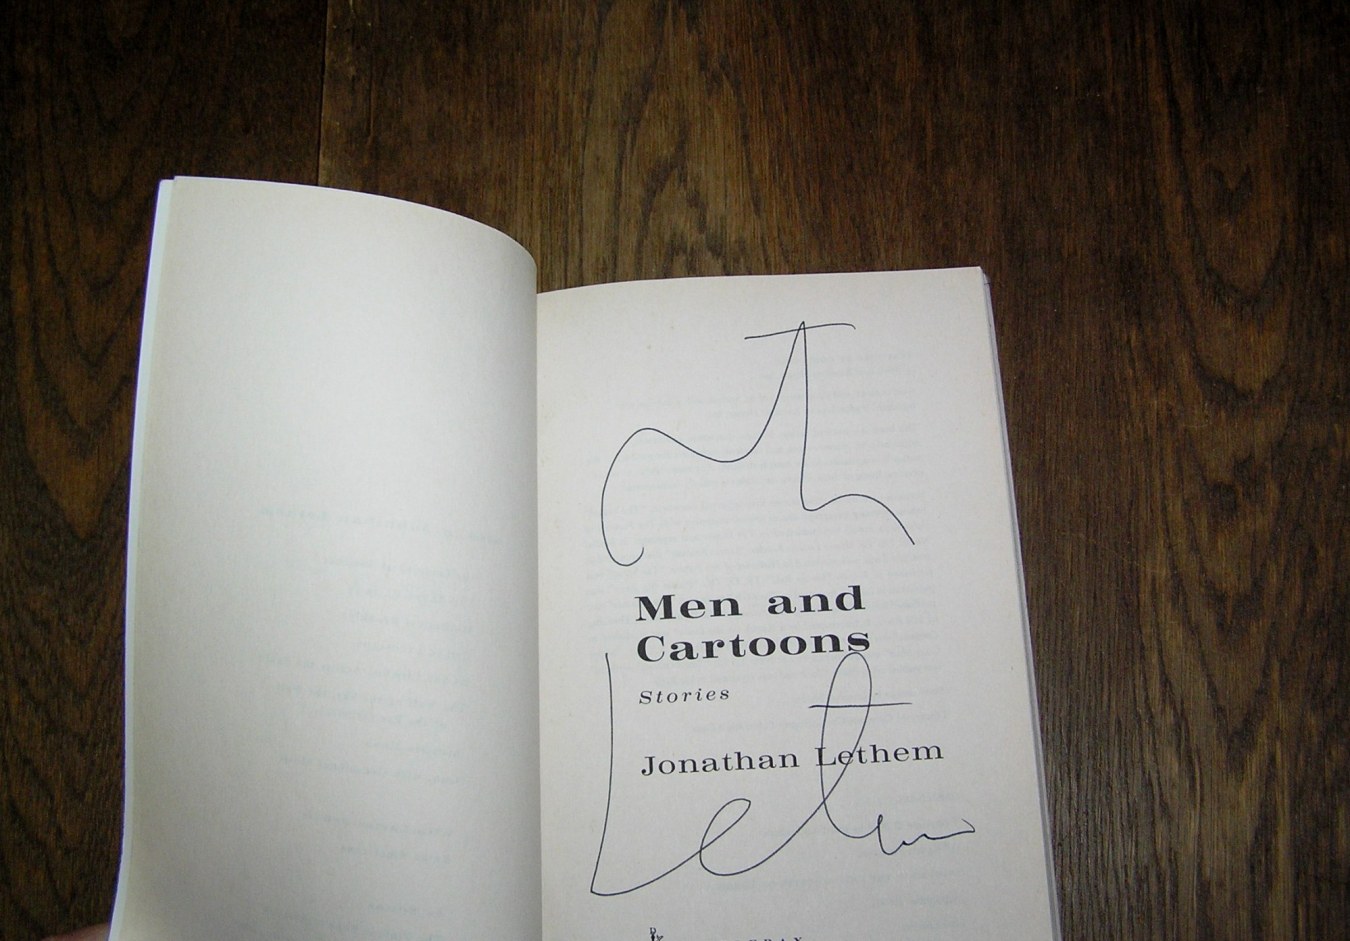 Men and
Cartoons
Stories
Jonathan Lethem